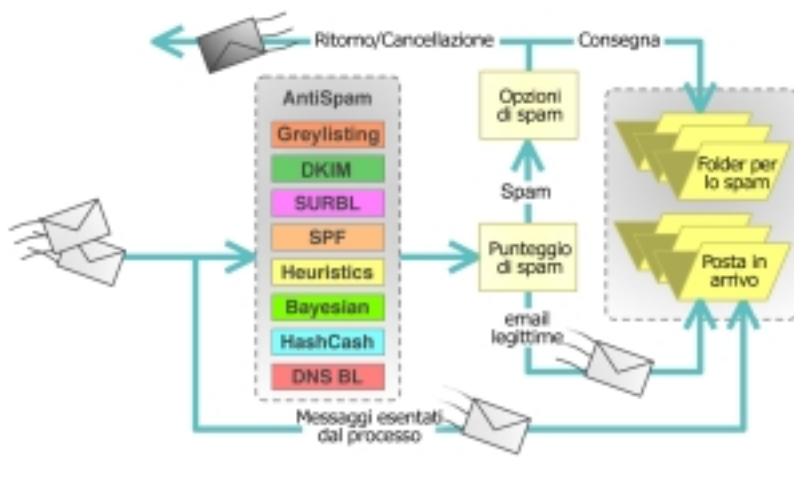 Ritorno/Cancellazione
Consegna
AntiSpam
Greylisting
DKIM
SURBL
SPF
Heuristics
Bayesian
HashCash
DNS BL
Opzioni
di spam
Spam
Punteggio
di spam
email
legittime
Folder per
lo spam
Posta in
arrivo
Messaggi esentati
dal processo